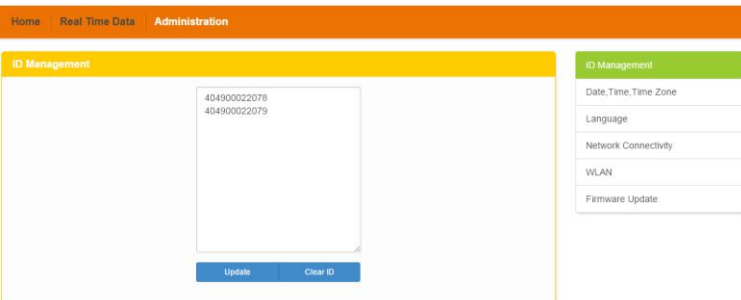 Home Real Time Data Administration
ID Management
404900022078
404900022079
Update Clear ID
ID Management
Date,Time,Time Zone
Language
Network Connectivity
WLAN
Firmware Update